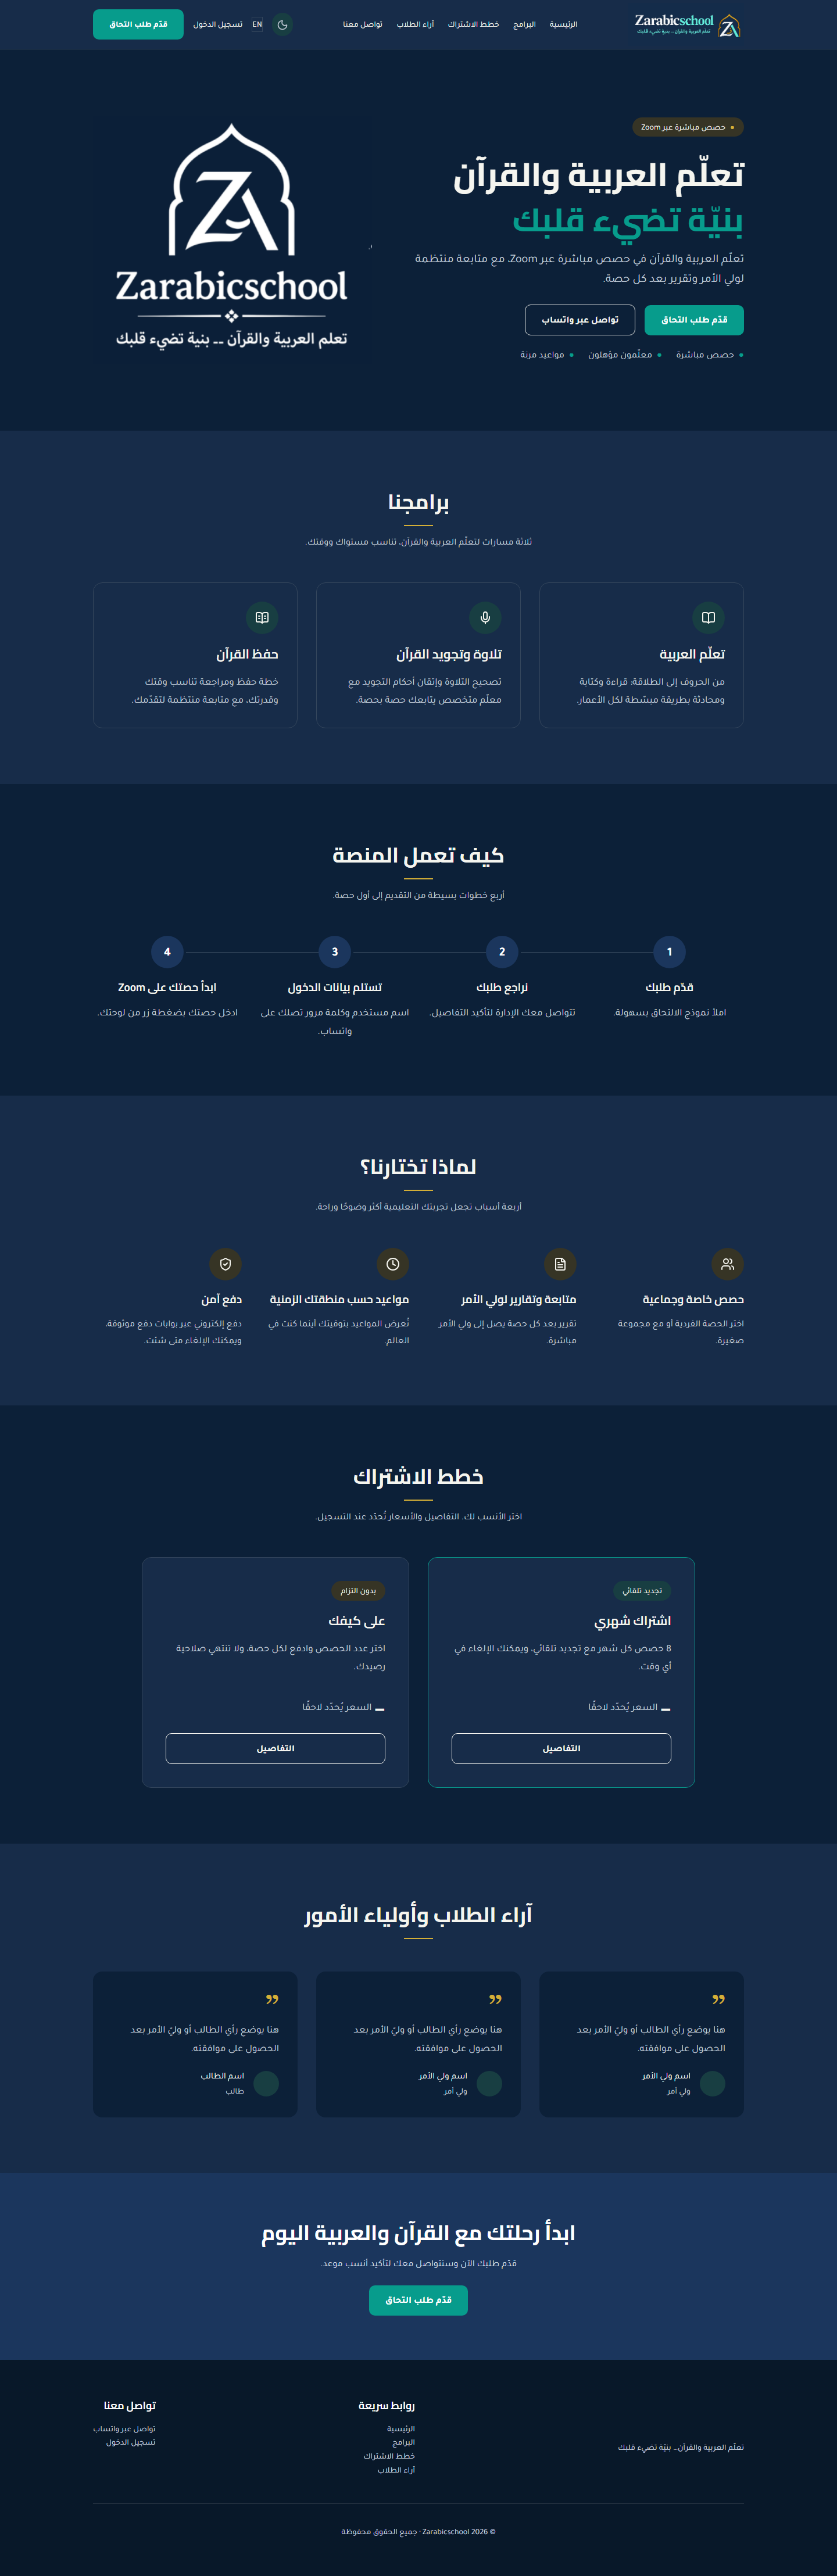 Zarabicschool
تعلم العربية والقرآن -- بنية تضيء قلبك
الرئيسية
البرامج
خطط الاشتراك
آراء الطلاب
تواصل معنا
EN
تسجيل الدخول
قدّم طلب التحاق
حصص مباشرة عبر Zoom
تعلّم العربية والقرآن
بنيّة تضيء قلبك
تعلّم العربية والقرآن في حصص مباشرة عبر Zoom، مع متابعة منتظمة
لولي الأمر وتقرير بعد كل حصة.
قدّم طلب التحاق
تواصل عبر واتساب
حصص مباشرة
معلّمون مؤهلون
مواعيد مرنة
ZA
Zarabicschool
تعلم العربية والقرآن -- بنية تضيء قلبك
برامجنا
ثلاثة مسارات لتعلّم العربية والقرآن، تناسب مستواك ووقتك.
تعلّم العربية
من الحروف إلى الطلاقة: قراءة وكتابة
ومحادثة بطريقة مبسّطة لكل الأعمار.
تلاوة وتجويد القرآن
تصحيح التلاوة وإتقان أحكام التجويد مع
معلّم متخصص يتابعك حصة بحصة.
حفظ القرآن
خطة حفظ ومراجعة تناسب وقتك
وقدرتك، مع متابعة منتظمة لتقدّمك.
كيف تعمل المنصة
أربع خطوات بسيطة من التقديم إلى أول حصة.
1
قدّم طلبك
املأ نموذج الالتحاق بسهولة.
2
نراجع طلبك
تتواصل معك الإدارة لتأكيد التفاصيل.
3
تستلم بيانات الدخول
اسم مستخدم وكلمة مرور تصلك على
واتساب.
4
ابدأ حصتك على Zoom
ادخل حصتك بضغطة زر من لوحتك.
لماذا تختارنا؟
أربعة أسباب تجعل تجربتك التعليمية أكثر وضوحًا وراحة.
حصص خاصة وجماعية
اختر الحصة الفردية أو مع مجموعة
صغيرة.
متابعة وتقارير لولي الأمر
تقرير بعد كل حصة يصل إلى ولي الأمر
مباشرة.
مواعيد حسب منطقتك الزمنية
تُعرض المواعيد بتوقيتك أينما كنت في
العالم.
دفع آمن
دفع إلكتروني عبر بوابات دفع موثوقة،
ويمكنك الإلغاء متى شئت.
خطط الاشتراك
اختر الأنسب لك. التفاصيل والأسعار تُحدّد عند التسجيل.
تجديد تلقائي
اشتراك شهري
8 حصص كل شهر مع تجديد تلقائي، ويمكنك الإلغاء في
أي وقت.
– السعر يُحدّد لاحقًا
التفاصيل
بدون التزام
على كيفك
اختر عدد الحصص وادفع لكل حصة، ولا تنتهي صلاحية
رصيدك.
– السعر يُحدّد لاحقًا
التفاصيل
آراء الطلاب وأولياء الأمور
هنا يوضع رأي الطالب أو وليّ الأمر بعد
الحصول على موافقته.
اسم ولي الأمر
ولي أمر
هنا يوضع رأي الطالب أو وليّ الأمر بعد
الحصول على موافقته.
اسم ولي الأمر
ولي أمر
هنا يوضع رأي الطالب أو وليّ الأمر بعد
الحصول على موافقته.
اسم الطالب
طالب
ابدأ رحلتك مع القرآن والعربية اليوم
قدّم طلبك الآن وسنتواصل معك لتأكيد أنسب موعد.
قدّم طلب التحاق
تعلّم العربية والقرآن… بنيّة تضيء قلبك
روابط سريعة
الرئيسية
البرامج
خطط الاشتراك
آراء الطلاب
تواصل معنا
تواصل عبر واتساب
تسجيل الدخول
© 2026 Zarabicschool · جميع الحقوق محفوظة